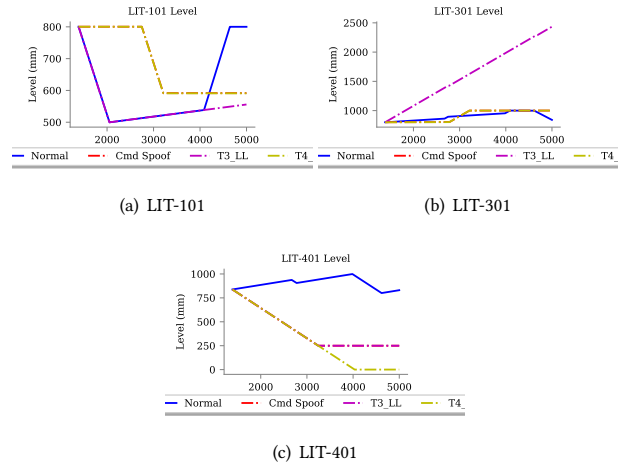 LIT-101 Level
800
700
600
500
Level (mm)
2000 3000 4000 5000
Normal Cmd Spoof T3_LL T4_
(a) LIT-101
LIT-301 Level
2500
2000
1500
1000
Level (mm)
2000 3000 4000 5000
Normal Cmd Spoof T3_LL T4_
(b) LIT-301
LIT-401 Level
1000
750
500
250
0
Level (mm)
2000 3000 4000 5000
Normal Cmd Spoof T3_LL T4_
(c) LIT-401